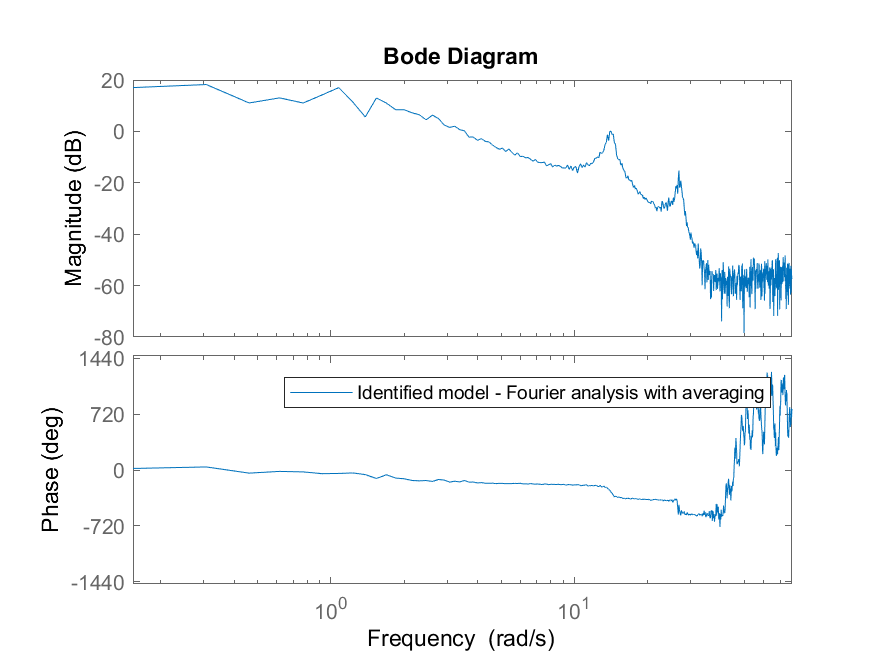 Bode Diagram
20
0
-20
-40
-60
-80
Magnitude (dB)
1440
720
0
-720
-1440
Phase (deg)
Identified model - Fourier analysis with averaging
10^0
10^1
Frequency (rad/s)